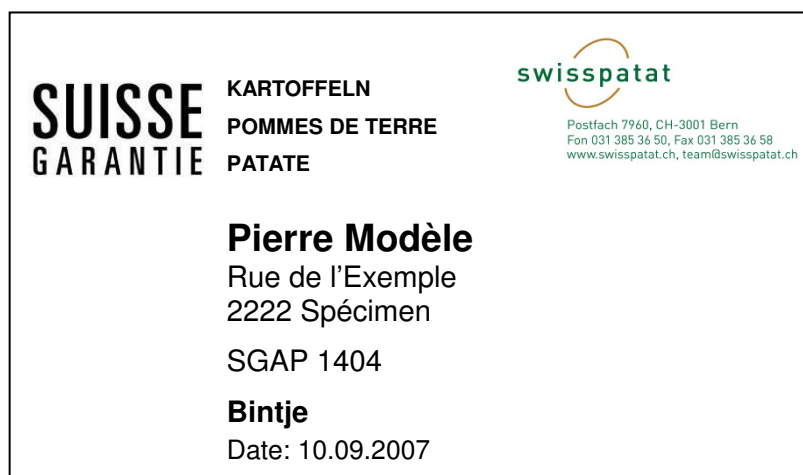 SUISSE
GARANTIE
KARTOFFELN
POMMES DE TERRE
PATATE
swisspatat
Postfach 7960, CH-3001 Bern
Fon 031 385 36 50, Fax 031 385 36 58
www.swisspatat.ch, team@swisspatat.ch
Pierre Modèle
Rue de l’Exemple
2222 Spécimen
SGAP 1404
Bintje
Date: 10.09.2007